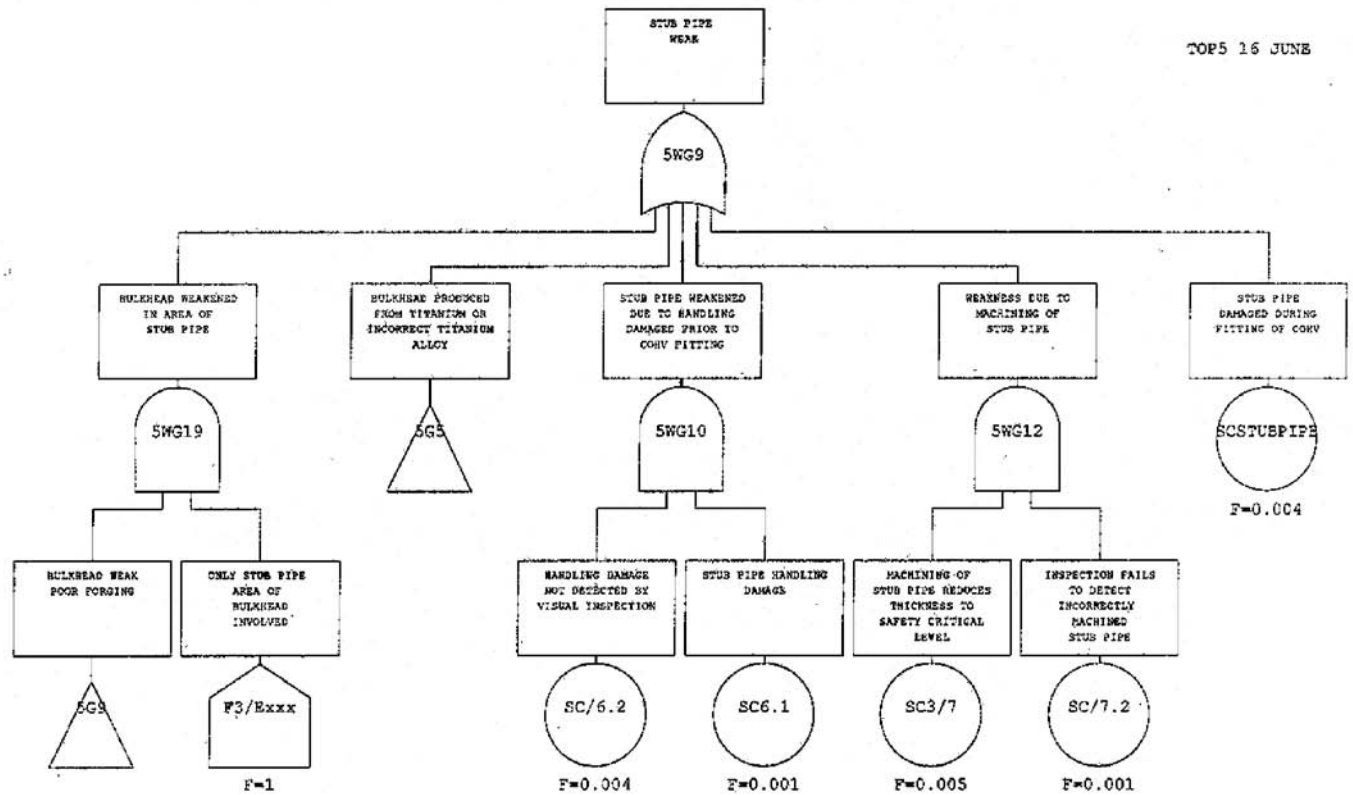 STUB PIPE
WEAK
TOP5 16 JUNE
5WG9
BULKHEAD WEAKENED
IN AREA OF
STUB PIPE
BULKHEAD PRODUCED
FROM TITANIUM OR
INCORRECT TITANIUM
ALLOY
STUB PIPE WEAKENED
DUE TO HANDLING
DAMAGED PRIOR TO
COHV FITTING
WEAKNESS DUE TO
MACHINING OF
STUB PIPE
STUB PIPE
DAMAGED DURING
FITTING OF COHV
5WG19
5G5
5WG10
5WG12
SCSTUBPIPE
F=0.004
BULKHEAD WEAK
POOR FORGING
ONLY STUB PIPE
AREA OF
BULKHEAD
INVOLVED
HANDLING DAMAGE
NOT DETECTED BY
VISUAL INSPECTION
STUB PIPE HANDLING
DAMAGE
MACHINING OF
STUB PIPE REDUCES
THICKNESS TO
SAFETY CRITICAL
LEVEL
INSPECTION FAILS
TO DETECT
INCORRECTLY
MACHINED
STUB PIPE
5G9
F3/Exxx
SC/6.2
SC6.1
SC3/7
SC/7.2
F=1
F=0.004
F=0.001
F=0.005
F=0.001